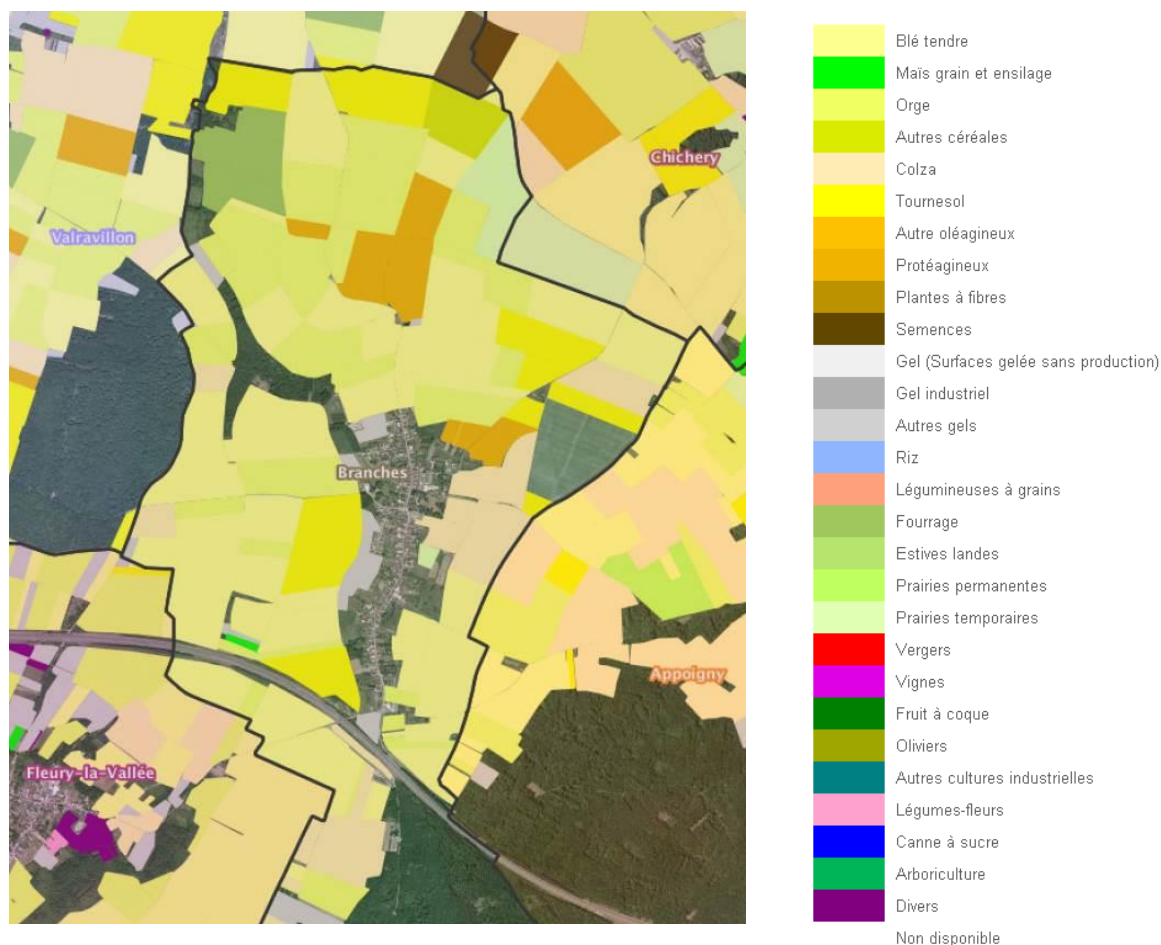 Chichery
Valravillon
Branches
Appoigny
Fleury-la-Vallée
Blé tendre
Maïs grain et ensilage
Orge
Autres céréales
Colza
Tournesol
Autre oléagineux
Protéagineux
Plantes à fibres
Semences
Gel (Surfaces gelée sans production)
Gel industriel
Autres gels
Riz
Légumineuses à grains
Fourrage
Estives landes
Prairies permanentes
Prairies temporaires
Vergers
Vignes
Fruit à coque
Oliviers
Autres cultures industrielles
Légumes-fleurs
Canne à sucre
Arboriculture
Divers
Non disponible